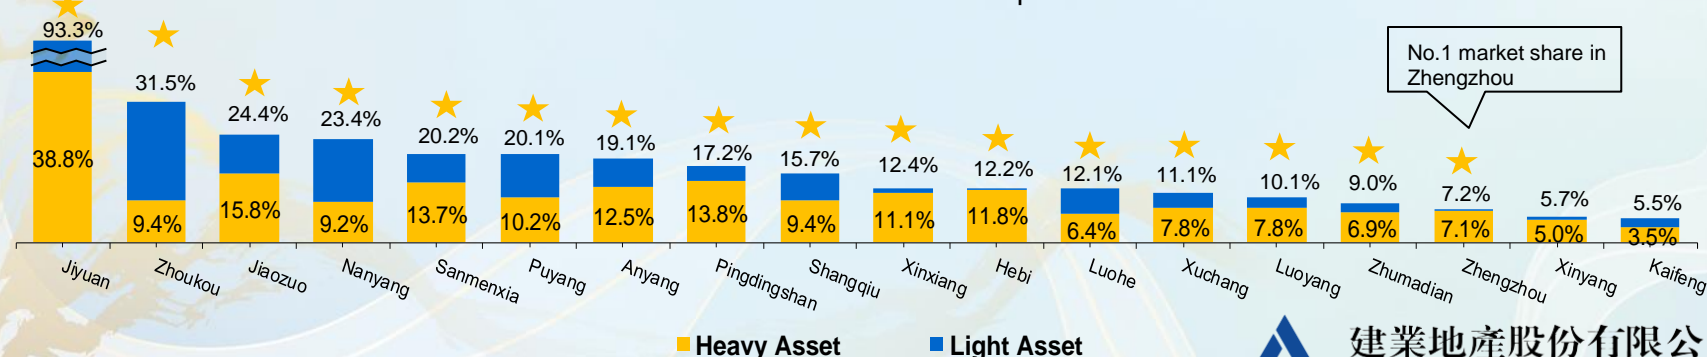 93.3%
31.5%
24.4%
23.4%
20.2%
20.1%
19.1%
17.2%
15.7%
12.4%
12.2%
12.1%
11.1%
10.1%
9.0%
7.2%
5.7%
5.5%
No.1 market share in
Zhengzhou
38.8%
9.4%
15.8%
9.2%
13.7%
10.2%
12.5%
13.8%
9.4%
11.1%
11.8%
6.4%
7.8%
7.8%
6.9%
7.1%
5.0%
3.5%
Jiyuan
Zhoukou
Jiaozuo
Nanyang
Sanmenxia
Puyang
Anyang
Pingdingshan
Shangqiu
Xinxiang
Hebi
Luohe
Xuchang
Luoyang
Zhumadian
Zhengzhou
Xinyang
Kaifeng
Heavy Asset
Light Asset
建業地產股份有限公